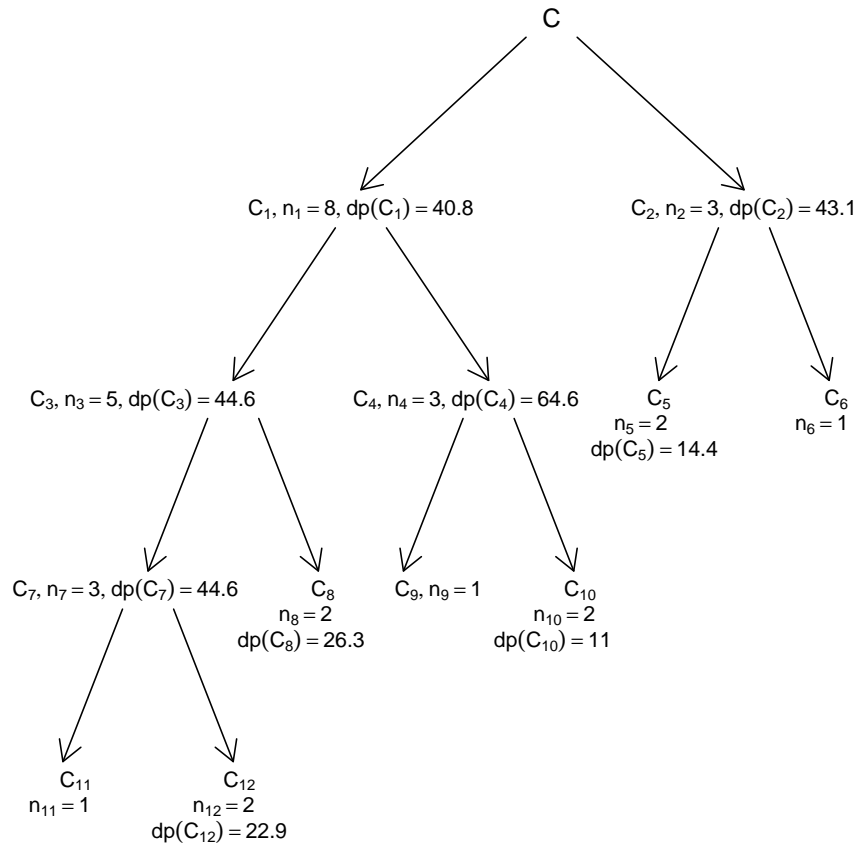 C
C₁, n₁ = 8, dp(C₁) = 40.8
C₂, n₂ = 3, dp(C₂) = 43.1
C₃, n₃ = 5, dp(C₃) = 44.6
C₄, n₄ = 3, dp(C₄) = 64.6
C₅
n₅ = 2
dp(C₅) = 14.4
C₆
n₆ = 1
C₇, n₇ = 3, dp(C₇) = 44.6
C₈
n₈ = 2
dp(C₈) = 26.3
C₉, n₉ = 1
C₁₀
n₁₀ = 2
dp(C₁₀) = 11
C₁₁
n₁₁ = 1
C₁₂
n₁₂ = 2
dp(C₁₂) = 22.9